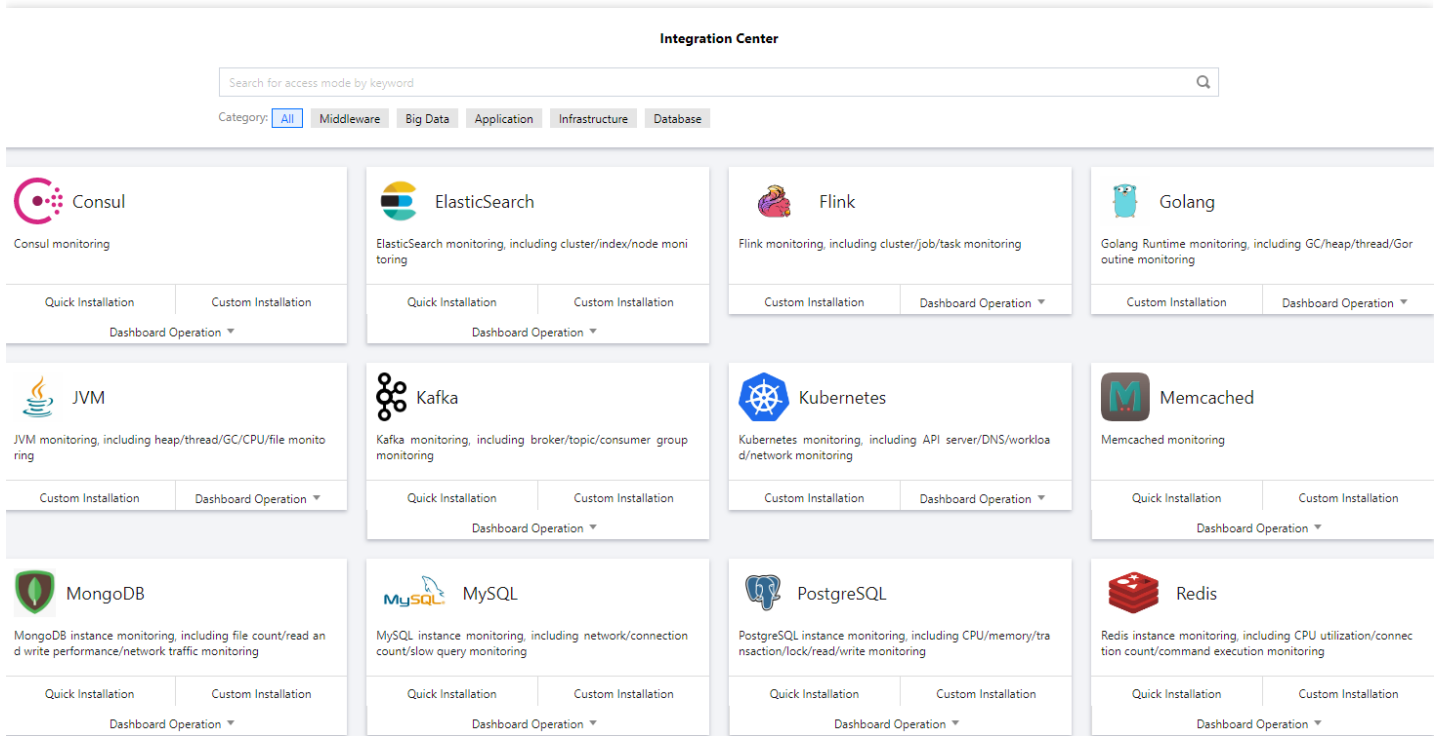 Integration Center
Search for access mode by keyword
Category: All Middleware Big Data Application Infrastructure Database
Consul
Consul monitoring
Quick Installation Custom Installation
Dashboard Operation
ElasticSearch
ElasticSearch monitoring, including cluster/index/node moni
toring
Quick Installation Custom Installation
Dashboard Operation
Flink
Flink monitoring, including cluster/job/task monitoring
Custom Installation Dashboard Operation
Golang
Golang Runtime monitoring, including GC/heap/thread/Gor
outine monitoring
Custom Installation Dashboard Operation
JVM
JVM monitoring, including heap/thread/GC/CPU/file monito
ring
Custom Installation Dashboard Operation
Kafka
Kafka monitoring, including broker/topic/consumer group
monitoring
Quick Installation Custom Installation
Dashboard Operation
Kubernetes
Kubernetes monitoring, including API server/DNS/workloa
d/network monitoring
Custom Installation Dashboard Operation
M
Memcached
Memcached monitoring
Quick Installation Custom Installation
Dashboard Operation
MongoDB
MongoDB instance monitoring, including file count/read an
d write performance/network traffic monitoring
Quick Installation Custom Installation
Dashboard Operation
MySQL MySQL
MySQL instance monitoring, including network/connection
count/slow query monitoring
Quick Installation Custom Installation
Dashboard Operation
PostgreSQL
PostgreSQL instance monitoring, including CPU/memory/tra
nsaction/lock/read/write monitoring
Quick Installation Custom Installation
Dashboard Operation
Redis
Redis instance monitoring, including CPU utilization/connec
tion count/command execution monitoring
Quick Installation Custom Installation
Dashboard Operation